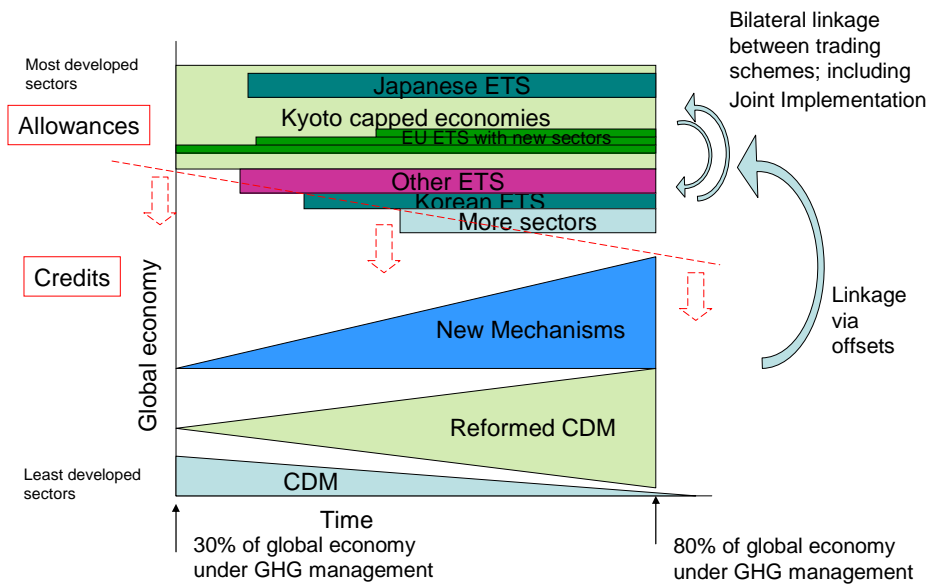 Bilateral linkage
between trading
schemes; including
Joint Implementation
Most developed
sectors
Japanese ETS
Allowances
Kyoto capped economies
EU ETS with new sectors
Other ETS
Korean ETS
More sectors
Credits
Global economy
New Mechanisms
Linkage
via
offsets
Reformed CDM
Least developed
sectors
CDM
Time
30% of global economy
under GHG management
80% of global economy
under GHG management